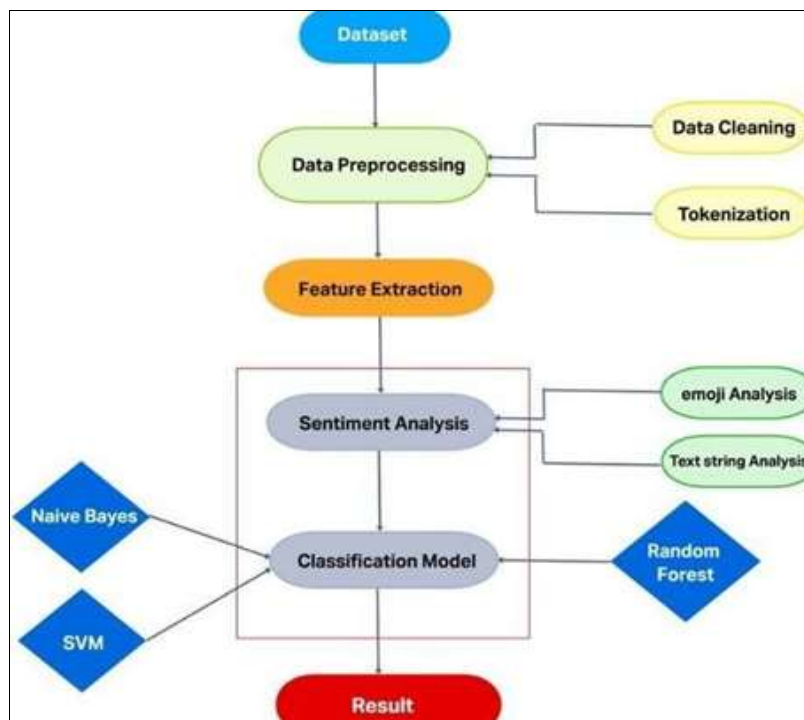 Dataset
Data Preprocessing
Data Cleaning
Tokenization
Feature Extraction
Sentiment Analysis
emoji Analysis
Text string Analysis
Naive Bayes
Classification Model
Random
Forest
SVM
Result